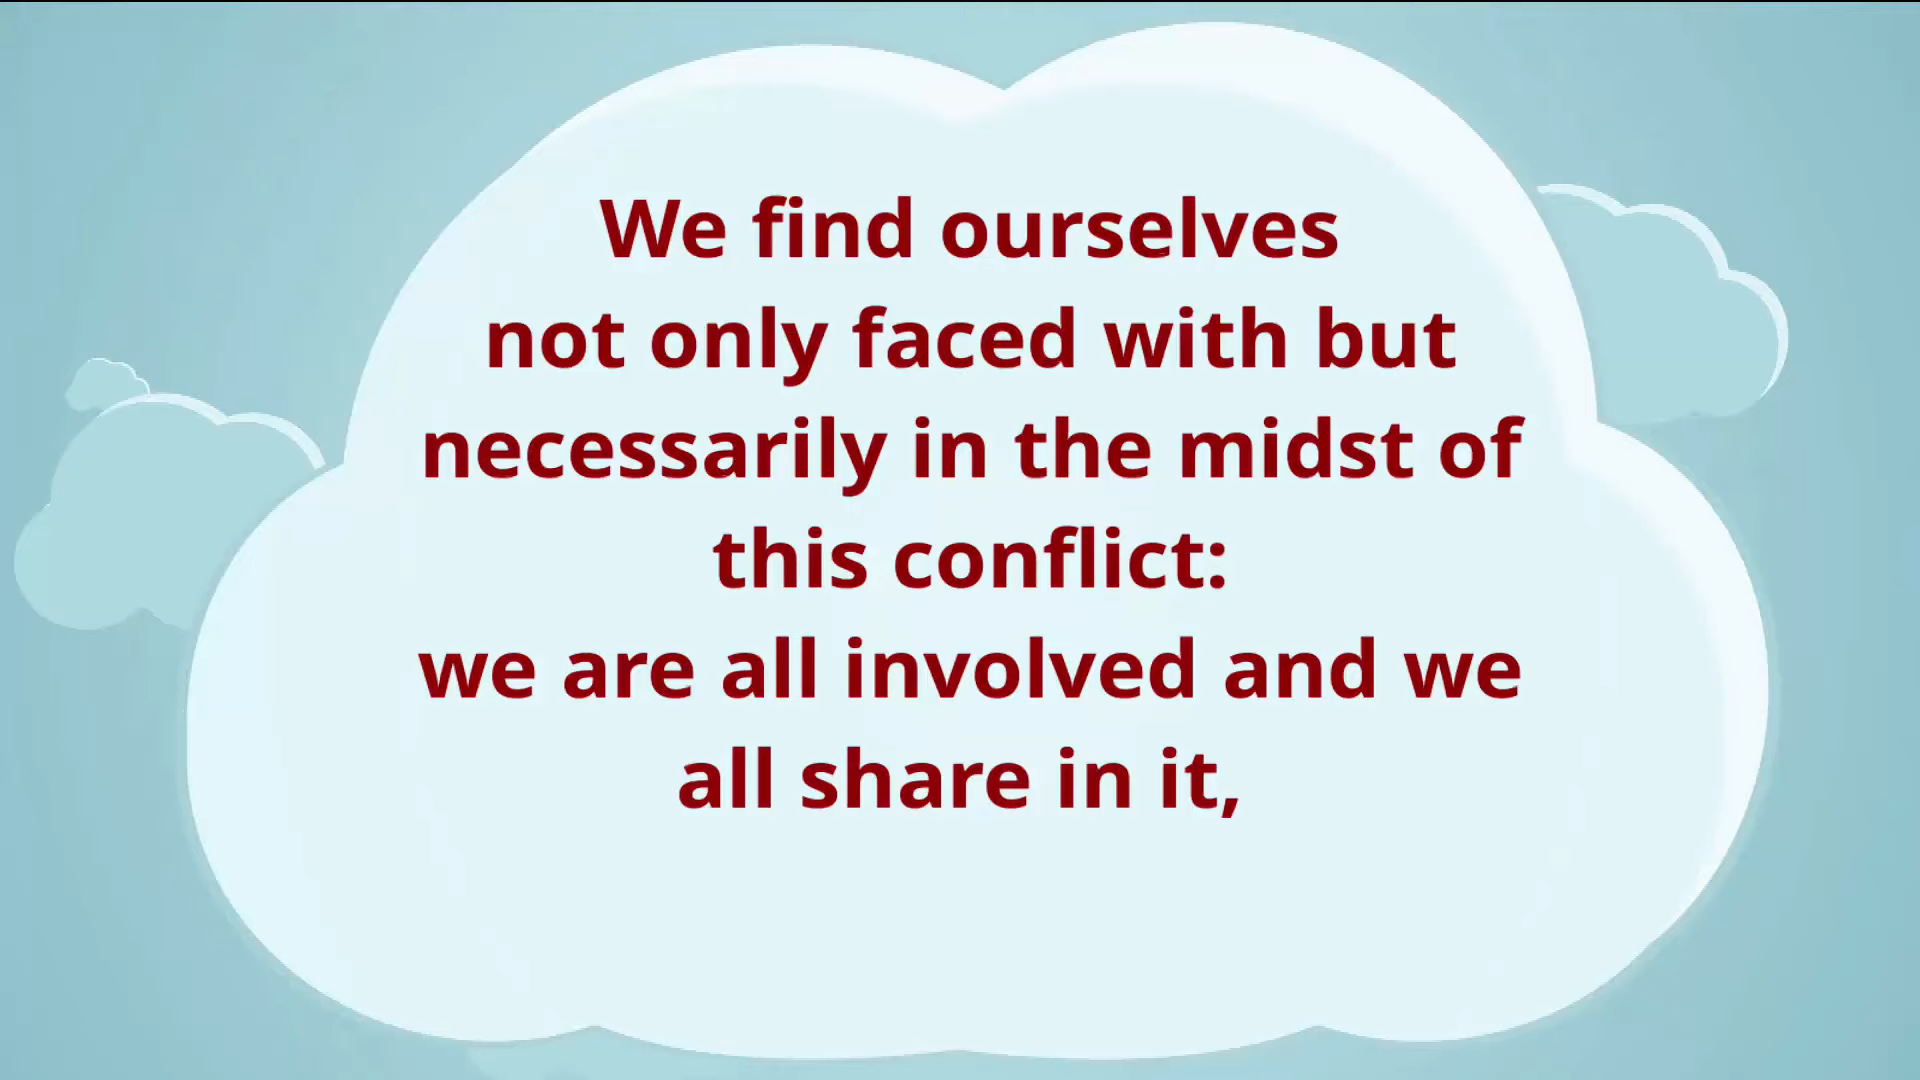 We find ourselves
not only faced with but
necessarily in the midst of
this conflict:
we are all involved and we
all share in it,